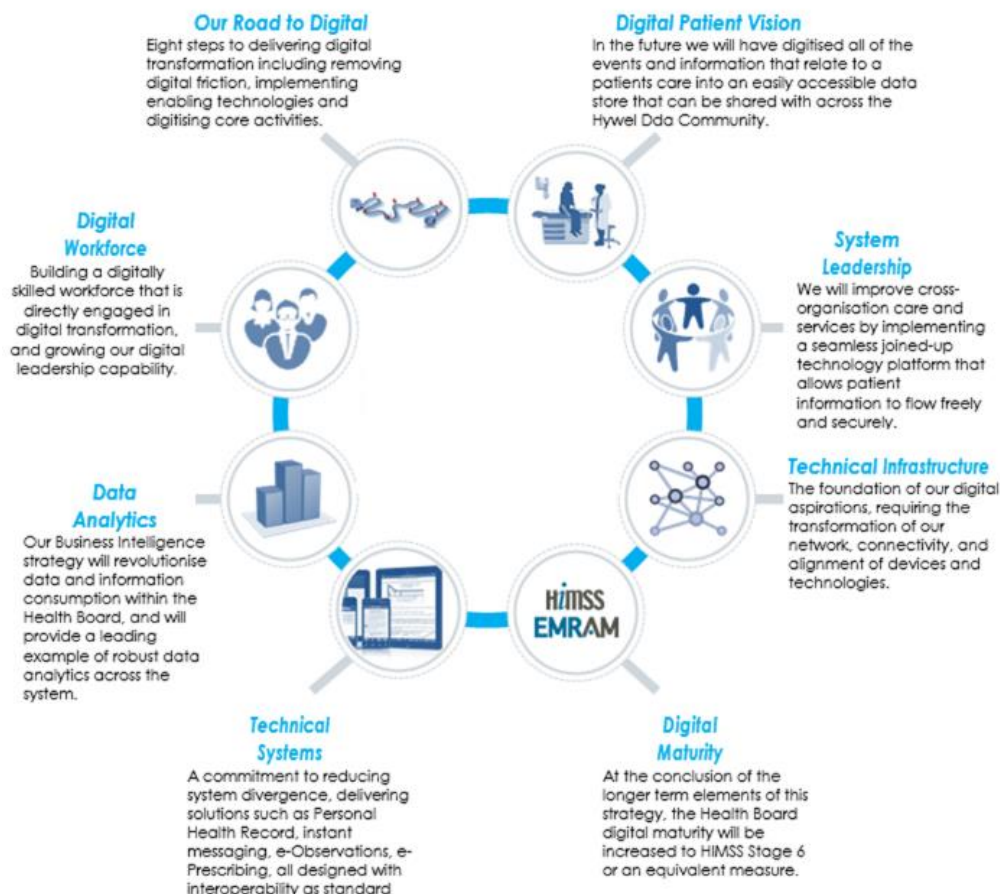 Our Road to Digital
Eight steps to delivering digital
transformation including removing
digital friction, implementing
enabling technologies and
digitising core activities.
Digital Patient Vision
In the future we will have digitised all of the
events and information that relate to a
patients care into an easily accessible data
store that can be shared with across the
Hywel Dda Community.
Digital
Workforce
Building a digitally
skilled workforce that is
directly engaged in
digital transformation,
and growing our digital
leadership capability.
System
Leadership
We will improve cross-
organisation care and
services by implementing
a seamless joined-up
technology platform that
allows patient
information to flow freely
and securely.
Data
Analytics
Our Business Intelligence
strategy will revolutionise
data and information
consumption within the
Health Board, and will
provide a leading
example of robust data
analytics across the
system.
Technical Infrastructure
The foundation of our digital
aspirations, requiring the
transformation of our
network, connectivity, and
alignment of devices and
technologies.
HiMSS
EMRAM
Technical
Systems
A commitment to reducing
system divergence, delivering
solutions such as Personal
Health Record, instant
messaging, e-Observations, e-
Prescribing, all designed with
interoperability as standard
Digital
Maturity
At the conclusion of the
longer term elements of this
strategy, the Health Board
digital maturity will be
increased to HIMSS Stage 6
or an equivalent measure.